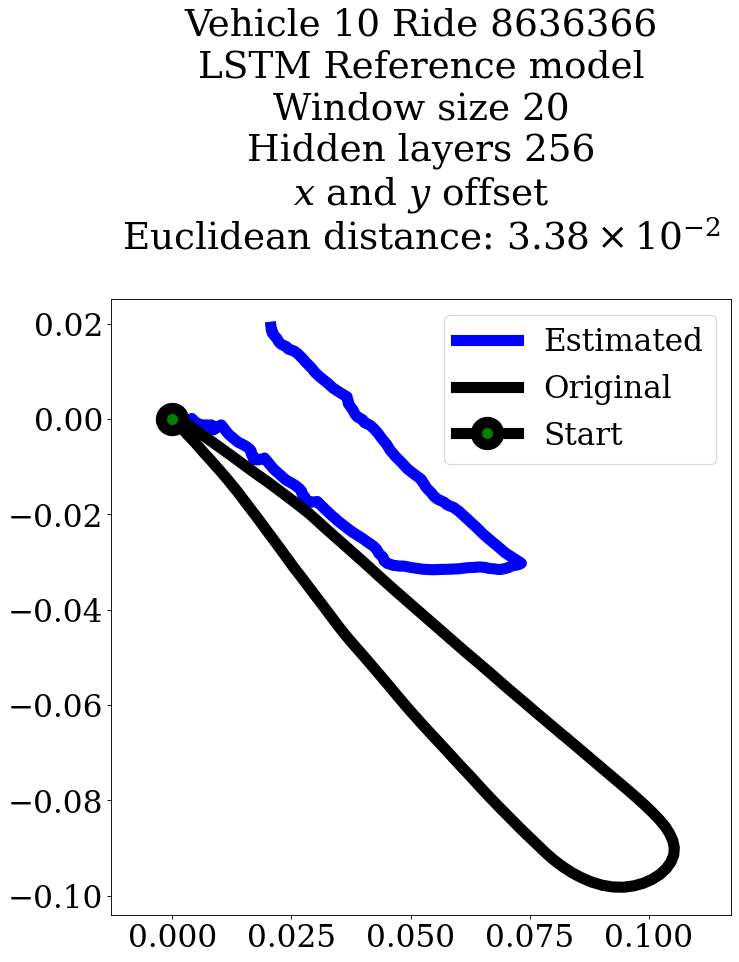 Vehicle 10 Ride 8636366
LSTM Reference model
Window size 20
Hidden layers 256
x and y offset
Euclidean distance: 3.38 × 10⁻²
Estimated
Original
Start
0.02
0.00
−0.02
−0.04
−0.06
−0.08
−0.10
0.000 0.025 0.050 0.075 0.100